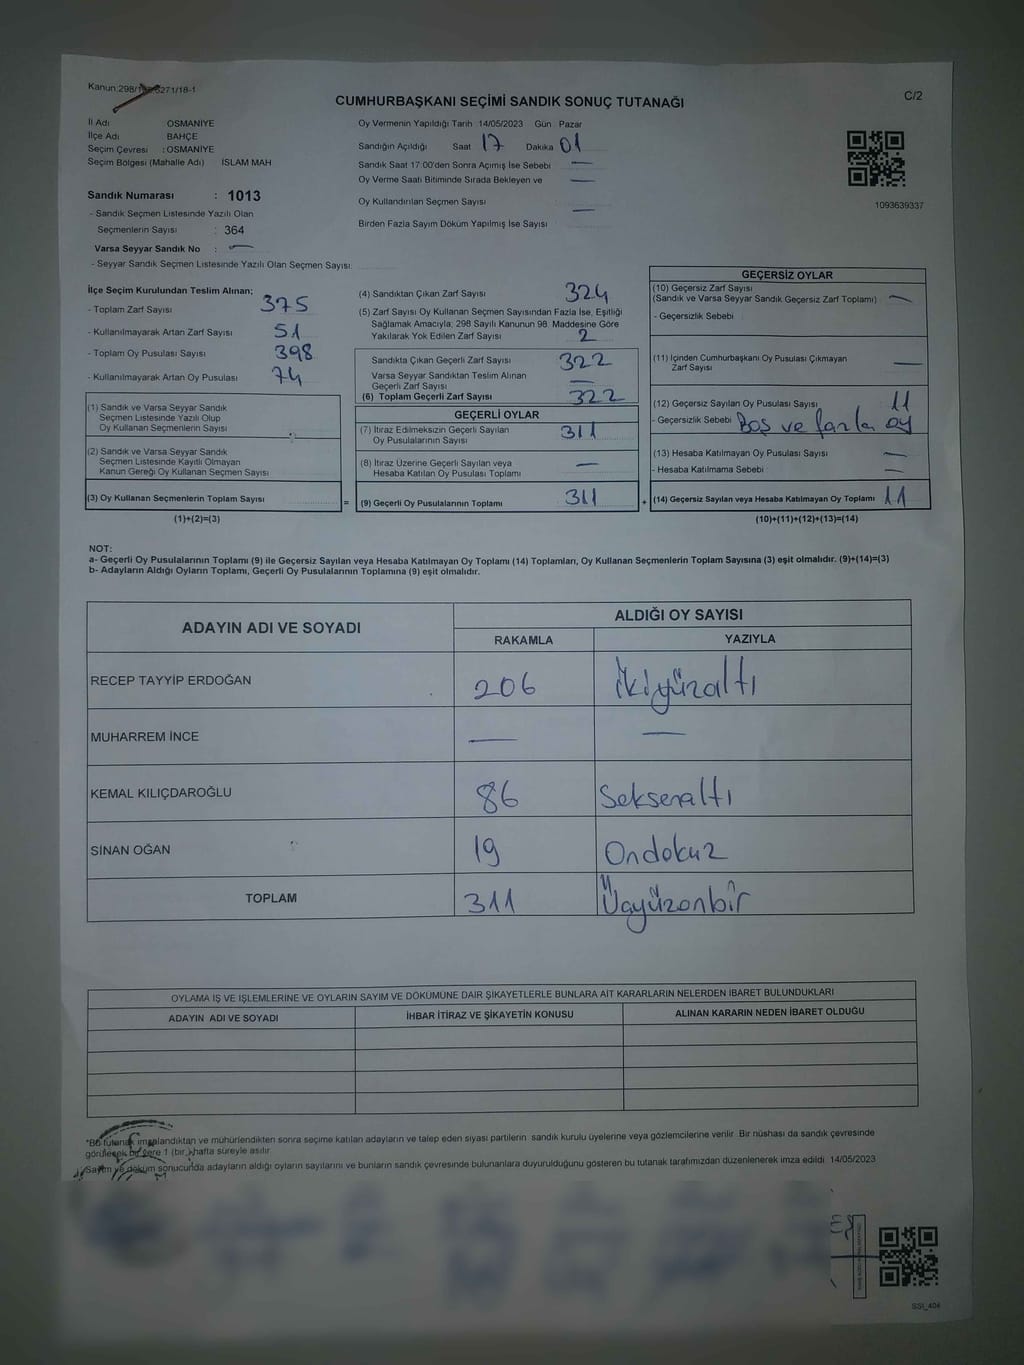 Kanun:298/ 6271/18-1
C/2
CUMHURBAŞKANI SEÇİMİ SANDIK SONUÇ TUTANAĞI
İl Adı : OSMANİYE
İlçe Adı : BAHÇE
Seçim Çevresi : OSMANİYE
Seçim Bölgesi (Mahalle Adı) İSLAM MAH
Sandık Numarası : 1013
- Sandık Seçmen Listesinde Yazılı Olan
Seçmenlerin Sayısı : 364
Varsa Seyyar Sandık No : —
- Seyyar Sandık Seçmen Listesinde Yazılı Olan Seçmen Sayısı:
Oy Vermenin Yapıldığı Tarih 14/05/2023 Gün Pazar
Sandığın Açıldığı Saat 17 Dakika 01
Sandık Saat 17:00'den Sonra Açımış İse Sebebi —
Oy Verme Saati Bitiminde Sırada Bekleyen ve —
Oy Kullandırılan Seçmen Sayısı
Birden Fazla Sayım Döküm Yapılmış İse Sayısı —
1093639337
İlçe Seçim Kurulundan Teslim Alınan;
- Toplam Zarf Sayısı 375
- Kullanılmayarak Artan Zarf Sayısı 51
- Toplam Oy Pusulası Sayısı 398
- Kullanılmayarak Artan Oy Pusulası 74
(1) Sandık ve Varsa Seyyar Sandık
Seçmen Listesinde Yazılı Olup
Oy Kullanan Seçmenlerin Sayısı
(2) Sandık ve Varsa Seyyar Sandık
Seçmen Listesinde Kayıtlı Olmayan
Kanun Gereği Oy Kullanan Seçmen Sayısı
(3) Oy Kullanan Seçmenlerin Toplam Sayısı =
(1)+(2)=(3)
(4) Sandıktan Çıkan Zarf Sayısı 324
(5) Zarf Sayısı Oy Kullanan Seçmen Sayısından Fazla İse, Eşitliği
Sağlamak Amacıyla, 298 Sayılı Kanunun 98. Maddesine Göre
Yakılarak Yok Edilen Zarf Sayısı 2
Sandıkta Çıkan Geçerli Zarf Sayısı 322
Varsa Seyyar Sandıktan Teslim Alınan
Geçerli Zarf Sayısı —
(6) Toplam Geçerli Zarf Sayısı 322
GEÇERLİ OYLAR
(7) İtiraz Edilmeksizin Geçerli Sayılan
Oy Pusulalarının Sayısı 311
(8) İtiraz Üzerine Geçerli Sayılan veya
Hesaba Katılan Oy Pusulası Toplamı —
(9) Geçerli Oy Pusulalarının Toplamı 311 +
GEÇERSİZ OYLAR
(10) Geçersiz Zarf Sayısı
(Sandık ve Varsa Seyyar Sandık Geçersiz Zarf Toplamı) —
- Geçersizlik Sebebi
(11) İçinden Cumhurbaşkanı Oy Pusulası Çıkmayan
Zarf Sayısı —
(12) Geçersiz Sayılan Oy Pusulası Sayısı 11
- Geçersizlik Sebebi Boş ve fazla oy
(13) Hesaba Katılmayan Oy Pusulası Sayısı —
- Hesaba Katılmama Sebebi —
(14) Geçersiz Sayılan veya Hesaba Katılmayan Oy Toplamı 11
(10)+(11)+(12)+(13)=(14)
NOT:
a- Geçerli Oy Pusulalarının Toplamı (9) ile Geçersiz Sayılan veya Hesaba Katılmayan Oy Toplamı (14) Toplamları, Oy Kullanan Seçmenlerin Toplam Sayısına (3) eşit olmalıdır. (9)+(14)=(3)
b- Adayların Aldığı Oyların Toplamı, Geçerli Oy Pusulalarının Toplamına (9) eşit olmalıdır.
ADAYIN ADI VE SOYADI
ALDIĞI OY SAYISI
RAKAMLA YAZIYLA
RECEP TAYYİP ERDOĞAN 206 İkiyüzaltı
MUHARREM İNCE — —
KEMAL KILIÇDAROĞLU 86 Seksenaltı
SİNAN OĞAN 19 Ondokuz
TOPLAM 311 Üçyüzonbir
OYLAMA İŞ VE İŞLEMLERİNE VE OYLARIN SAYIM VE DÖKÜMÜNE DAİR ŞİKAYETLERLE BUNLARA AİT KARARLARIN NELERDEN İBARET BULUNDUKLARI
ADAYIN ADI VE SOYADI İHBAR İTİRAZ VE ŞİKAYETİN KONUSU ALINAN KARARIN NEDEN İBARET OLDUĞU
*Bu tutanak imzalandıktan ve mühürlendikten sonra seçime katılan adayların ve talep eden siyasi partilerin sandık kurulu üyelerine veya gözlemcilerine verilir. Bir nüshası da sandık çevresinde
görülecek bir yere 1 (bir) hafta süreyle asılır.
Sayım ve döküm sonucunda adayların aldığı oyların sayılarını ve bunların sandık çevresinde bulunanlara duyurulduğunu gösteren bu tutanak tarafımızdan düzenlenerek imza edildi. 14/05/2023
SSI_404